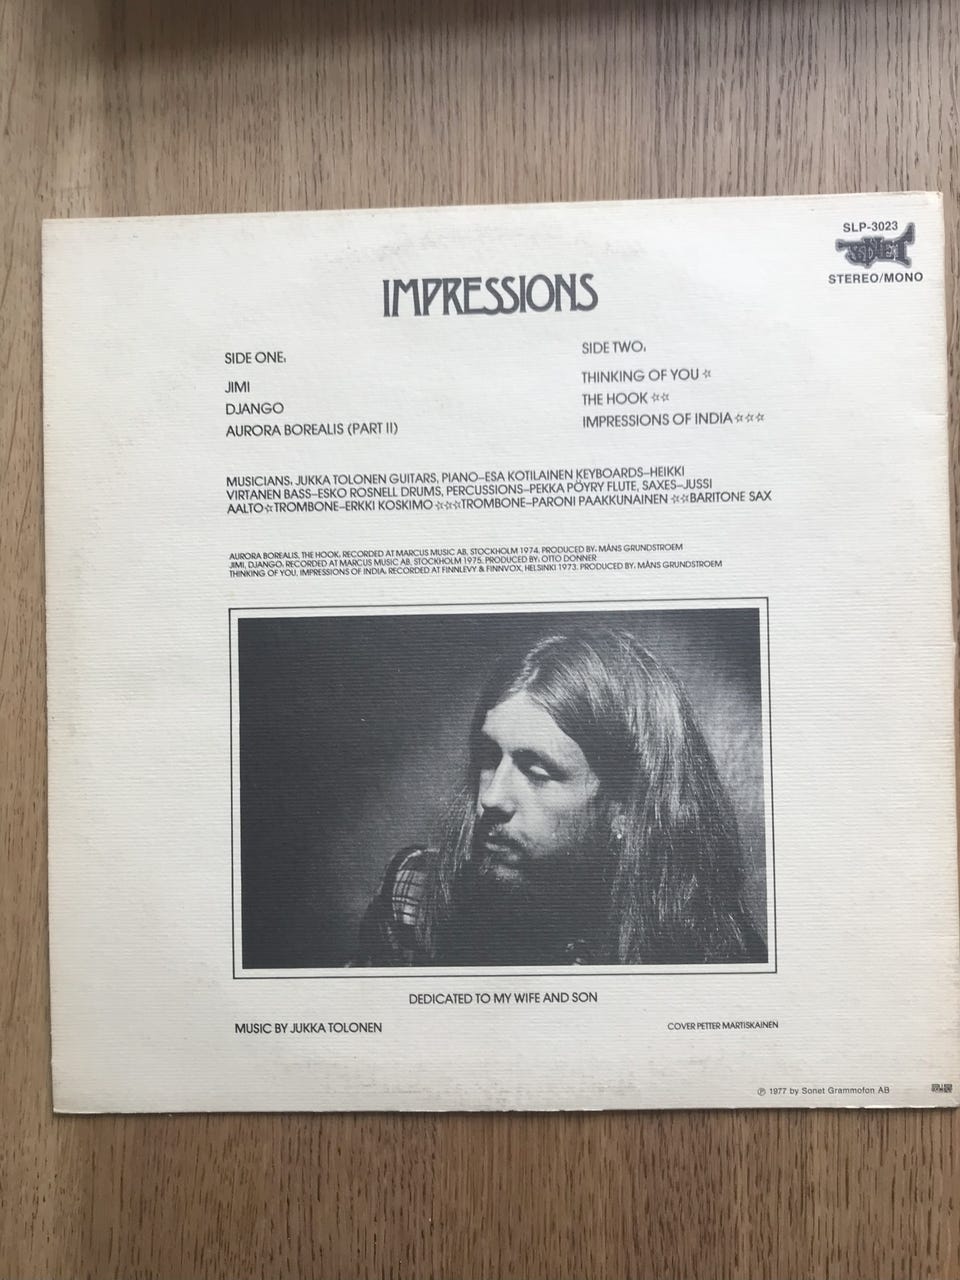 SLP-3023
SONET
STEREO/MONO
IMPRESSIONS
SIDE ONE:
JIMI
DJANGO
AURORA BOREALIS (PART II)
SIDE TWO:
THINKING OF YOU ☆
THE HOOK ☆☆
IMPRESSIONS OF INDIA ☆☆☆
MUSICIANS: JUKKA TOLONEN GUITARS, PIANO–ESA KOTILAINEN KEYBOARDS–HEIKKI
VIRTANEN BASS–ESKO ROSNELL DRUMS, PERCUSSIONS–PEKKA PÖYRY FLUTE, SAXES–JUSSI
AALTO☆TROMBONE–ERKKI KOSKIMO ☆☆☆TROMBONE–PARONI PAAKKUNAINEN ☆☆BARITONE SAX
AURORA BOREALIS, THE HOOK: RECORDED AT MARCUS MUSIC AB, STOCKHOLM 1974. PRODUCED BY: MÅNS GRUNDSTROEM
JIMI, DJANGO: RECORDED AT MARCUS MUSIC AB, STOCKHOLM 1975. PRODUCED BY: OTTO DONNER
THINKING OF YOU, IMPRESSIONS OF INDIA: RECORDED AT FINNLEVY & FINNVOX, HELSINKI 1973. PRODUCED BY: MÅNS GRUNDSTROEM
DEDICATED TO MY WIFE AND SON
MUSIC BY JUKKA TOLONEN
COVER PETTER MARTISKAINEN
℗ 1977 by Sonet Grammofon AB